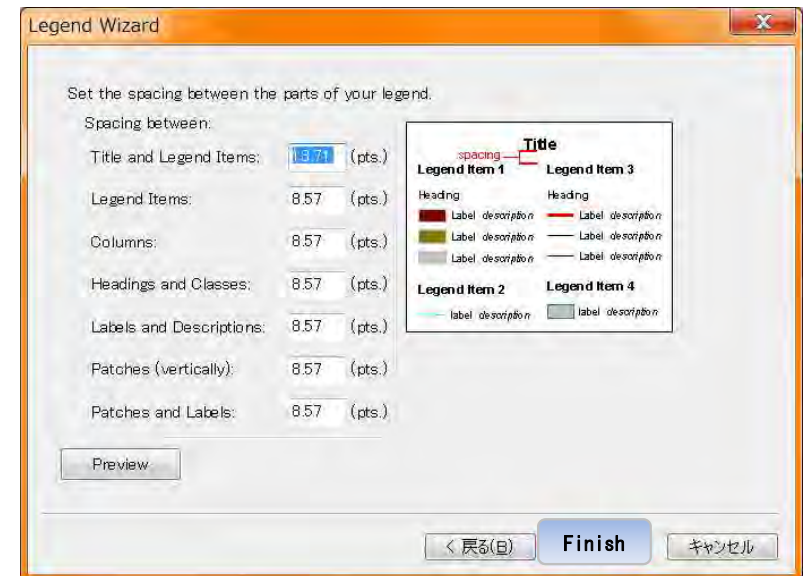 Legend Wizard
Set the spacing between the parts of your legend.
Spacing between:
Title and Legend Items: 13.71 (pts.)
Legend Items: 8.57 (pts.)
Columns: 8.57 (pts.)
Headings and Classes: 8.57 (pts.)
Labels and Descriptions: 8.57 (pts.)
Patches (vertically): 8.57 (pts.)
Patches and Labels: 8.57 (pts.)
Title
spacing
Legend Item 1 Legend Item 3
Heading Heading
Label description Label description
Label description Label description
Label description Label description
Legend Item 2 Legend Item 4
label description label description
Preview
< 戻る(B) Finish キャンセル